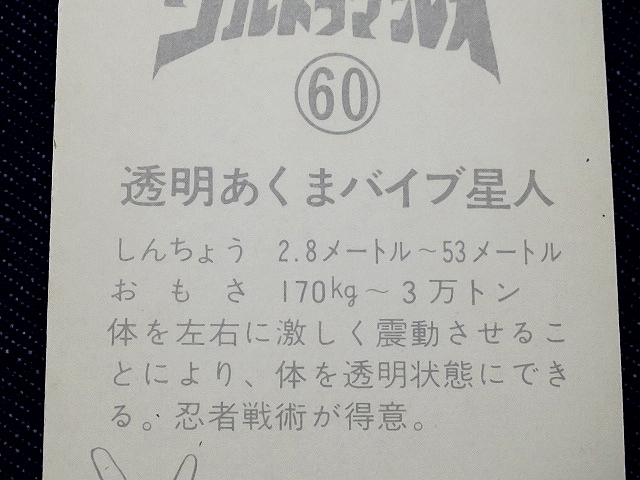 ウルトラマンレオ
60
透明あくまバイブ星人
しんちょう 2.8メートル～53メートル
おもさ 170kg～3万トン
体を左右に激しく震動させるこ
とにより、体を透明状態にでき
る。忍者戦術が得意。